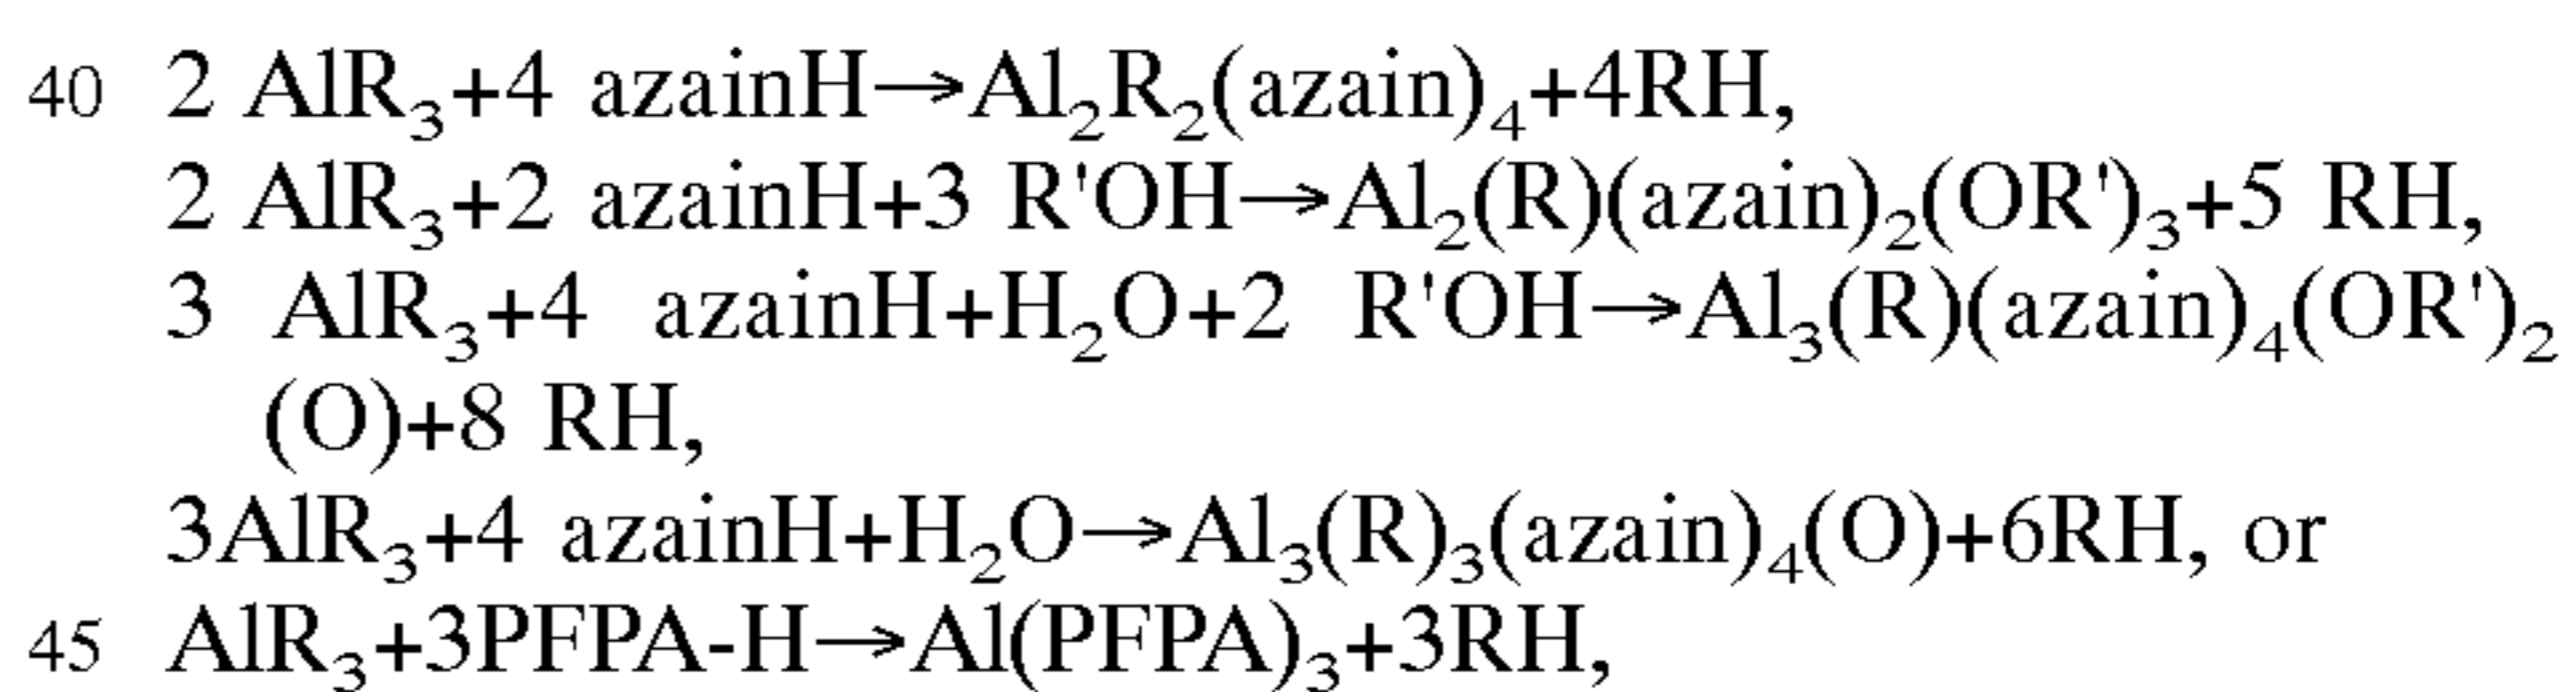 40 2 AlR₃+4 azainH→Al₂R₂(azain)₄+4RH,
2 AlR₃+2 azainH+3 R'OH→Al₂(R)(azain)₂(OR')₃+5 RH,
3 AlR₃+4 azainH+H₂O+2 R'OH→Al₃(R)(azain)₄(OR')₂
(O)+8 RH,
3AlR₃+4 azainH+H₂O→Al₃(R)₃(azain)₄(O)+6RH, or
45 AlR₃+3PFPA-H→Al(PFPA)₃+3RH,